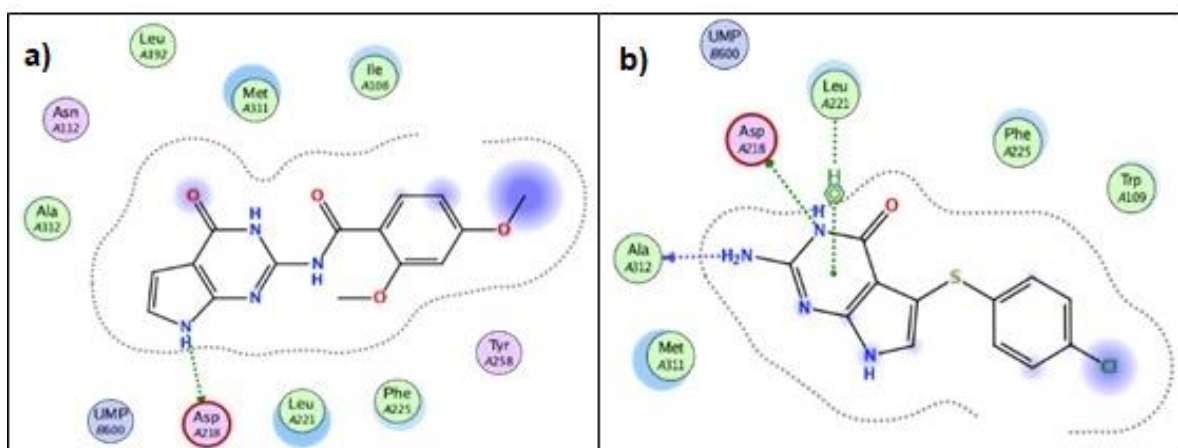 a)
Leu
A192
Ile
A108
Met
A311
Asn
A112
Ala
A312
O
H
N
O
N
H
N
N
H
O
O
Tyr
A258
Phe
A225
Leu
A221
Asp
A218
UMP
B600
b)
UMP
B600
Leu
A221
Asp
A218
Phe
A225
Trp
A109
H
H
N
O
Ala
A312
H₂N
S
N
Met
A311
N
H
Cl